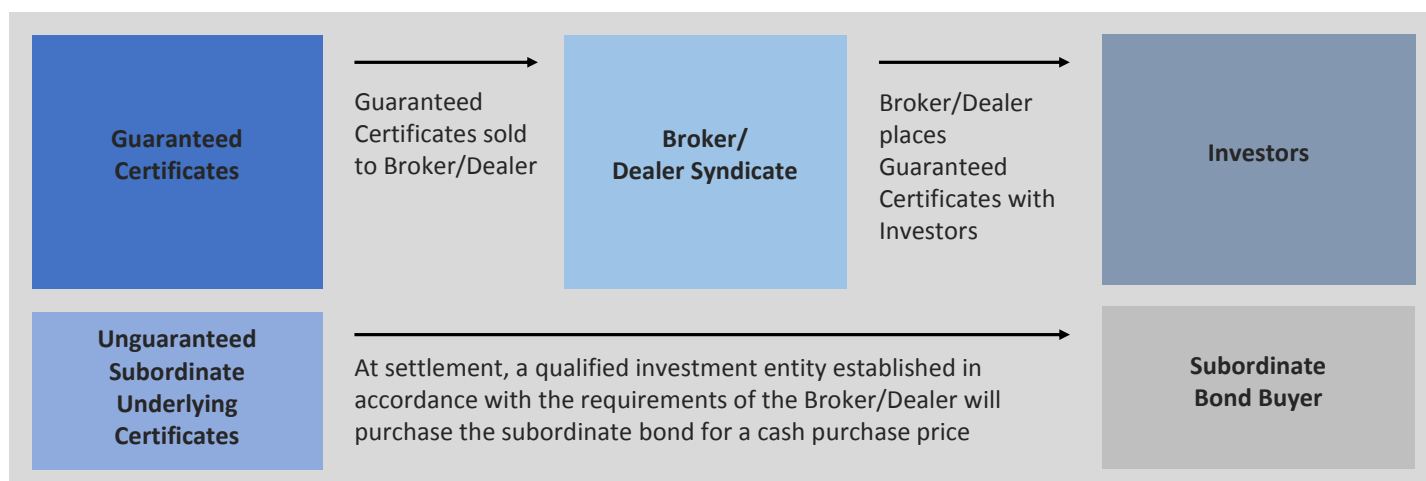 Guaranteed
Certificates
Guaranteed
Certificates sold
to Broker/Dealer
Broker/
Dealer Syndicate
Broker/Dealer
places
Guaranteed
Certificates with
Investors
Investors
Unguaranteed
Subordinate
Underlying
Certificates
At settlement, a qualified investment entity established in
accordance with the requirements of the Broker/Dealer will
purchase the subordinate bond for a cash purchase price
Subordinate
Bond Buyer